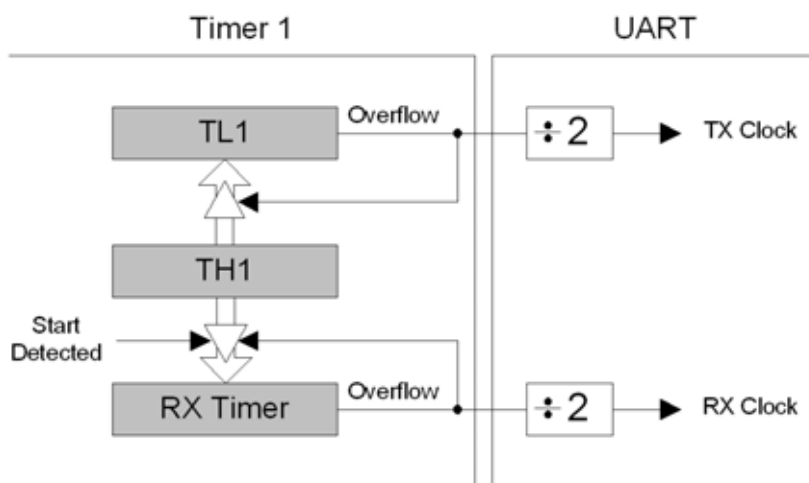 Timer 1
UART
TL1
Overflow
÷2
TX Clock
TH1
Start
Detected
RX Timer
Overflow
÷2
RX Clock